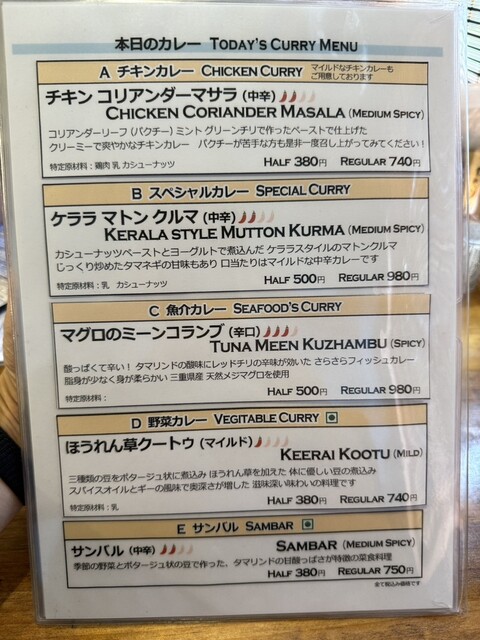 本日のカレー TODAY'S CURRY MENU
A チキンカレー CHICKEN CURRY マイルドなチキンカレーも
ご用意しております
チキン コリアンダーマサラ (中辛)
CHICKEN CORIANDER MASALA (MEDIUM SPICY)
コリアンダーリーフ (パクチー) ミント グリーンチリで作ったペーストで仕上げた
クリーミーで爽やかなチキンカレー パクチーが苦手な方も是非一度召し上がってみてください!
特定原材料 : 鶏肉 乳 カシューナッツ HALF 380円 REGULAR 740円
B スペシャルカレー SPECIAL CURRY
ケララ マトン クルマ (中辛)
KERALA STYLE MUTTON KURMA (MEDIUM SPICY)
カシューナッツペーストとヨーグルトで煮込んだ ケララスタイルのマトンクルマ
じっくり炒めたタマネギの甘味もあり 口当たりはマイルドな中辛カレーです
特定原材料 : 乳 カシューナッツ HALF 500円 REGULAR 980円
C 魚介カレー SEAFOOD'S CURRY
マグロのミーンコランブ (辛口)
TUNA MEEN KUZHAMBU (SPICY)
酸っぱくて辛い! タマリンドの酸味にレッドチリの辛味が効いた さらさらフィッシュカレー
脂身が少なく身が柔らかい 三重県産 天然メジマグロを使用
特定原材料 : HALF 500円 REGULAR 980円
D 野菜カレー VEGITABLE CURRY
ほうれん草クートゥ (マイルド)
KEERAI KOOTU (MILD)
三種類の豆をポタージュ状に煮込み ほうれん草を加えた 体に優しい豆の煮込み
スパイスオイルとギーの風味で奥深さが増した 滋味深い味わいの料理です
特定原材料 : 乳 HALF 380円 REGULAR 740円
E サンバル SAMBAR
サンバル (中辛) SAMBAR (MEDIUM SPICY)
季節の野菜とポタージュ状の豆で作った、タマリンドの甘酸っぱさが特徴の菜食料理
HALF 380円 REGULAR 750円
全て税込み価格です